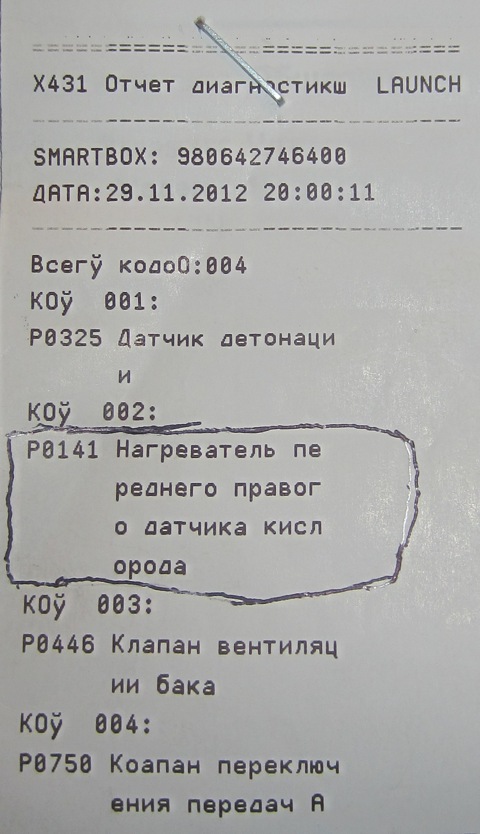 X431 Отчет диагностикш LAUNCH
SMARTBOX: 980642746400
ДАТА:29.11.2012 20:00:11
Всегў кодо0:004
КОў 001:
P0325 Датчик детонаци
и
КОў 002:
P0141 Нагреватель пе
реднего правог
о датчика кисл
орода
КОў 003:
P0446 Клапан вентиляц
ии бака
КОў 004:
P0750 Коапан переключ
ения передач А